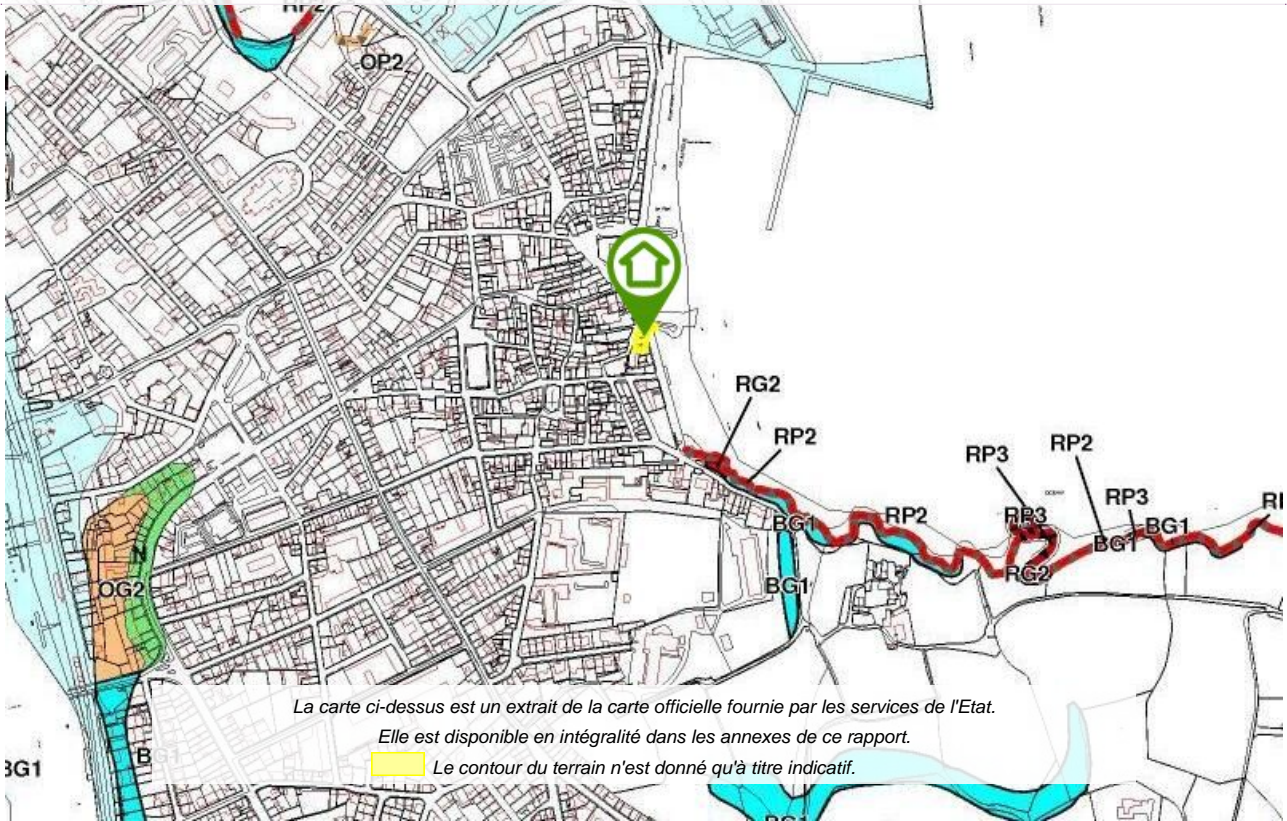 RP2
OP2
RG2
RP2
RP2
RP3
RP3
RP3
BG1
BG1
BG1
RP2
BG1
RG2
N
OG2
La carte ci-dessus est un extrait de la carte officielle fournie par les services de l'Etat.
Elle est disponible en intégralité dans les annexes de ce rapport.
Le contour du terrain n'est donné qu'à titre indicatif.
BG1
BG1
BG1